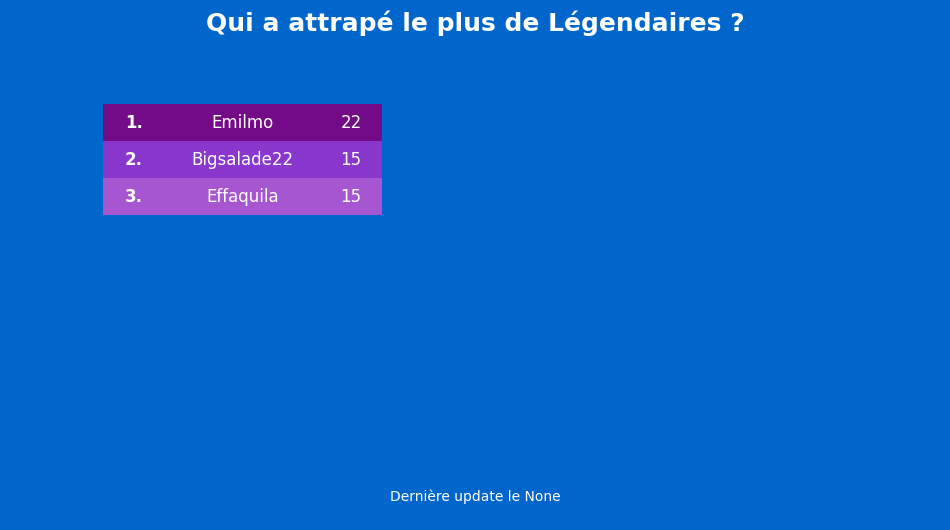 Qui a attrapé le plus de Légendaires ?
1. Emilmo 22
2. Bigsalade22 15
3. Effaquila 15
Dernière update le None